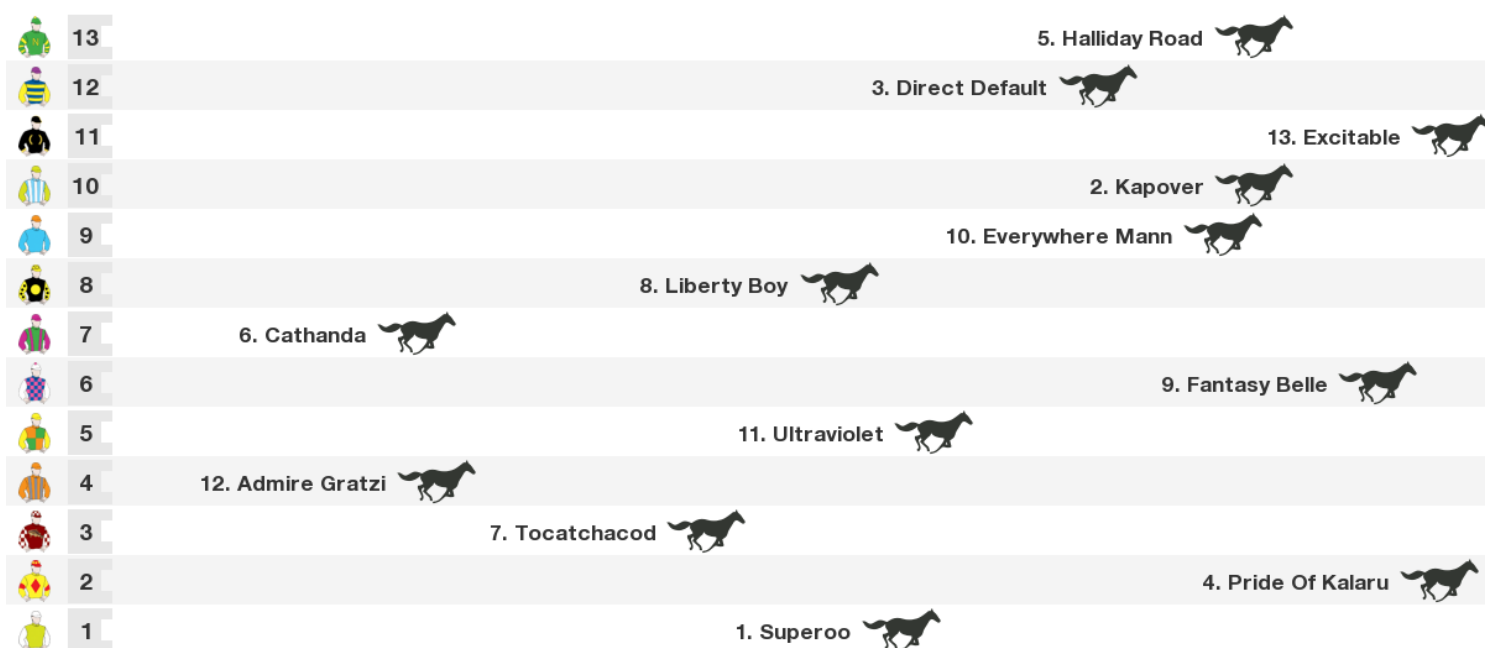 13 5. Halliday Road
12 3. Direct Default
11 13. Excitable
10 2. Kapover
9 10. Everywhere Mann
8 8. Liberty Boy
7 6. Cathanda
6 9. Fantasy Belle
5 11. Ultraviolet
4 12. Admire Gratzi
3 7. Tocatchacod
2 4. Pride Of Kalaru
1 1. Superoo